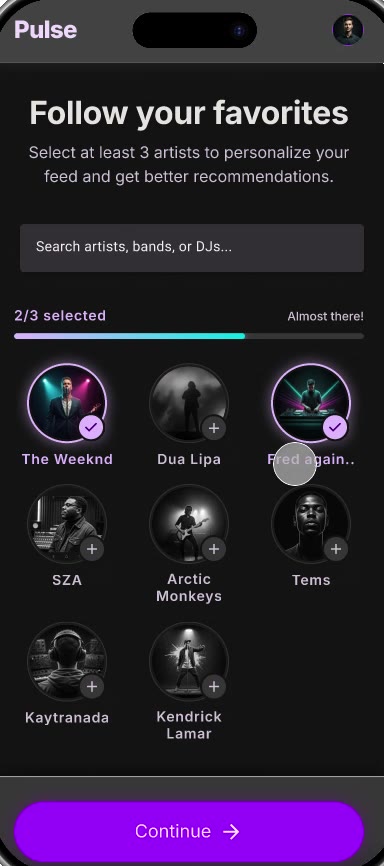 Pulse
Follow your favorites
Select at least 3 artists to personalize your
feed and get better recommendations.
Search artists, bands, or DJs...
2/3 selected
Almost there!
The Weeknd
Dua Lipa
Fred again..
SZA
Arctic
Monkeys
Tems
Kaytranada
Kendrick
Lamar
Continue